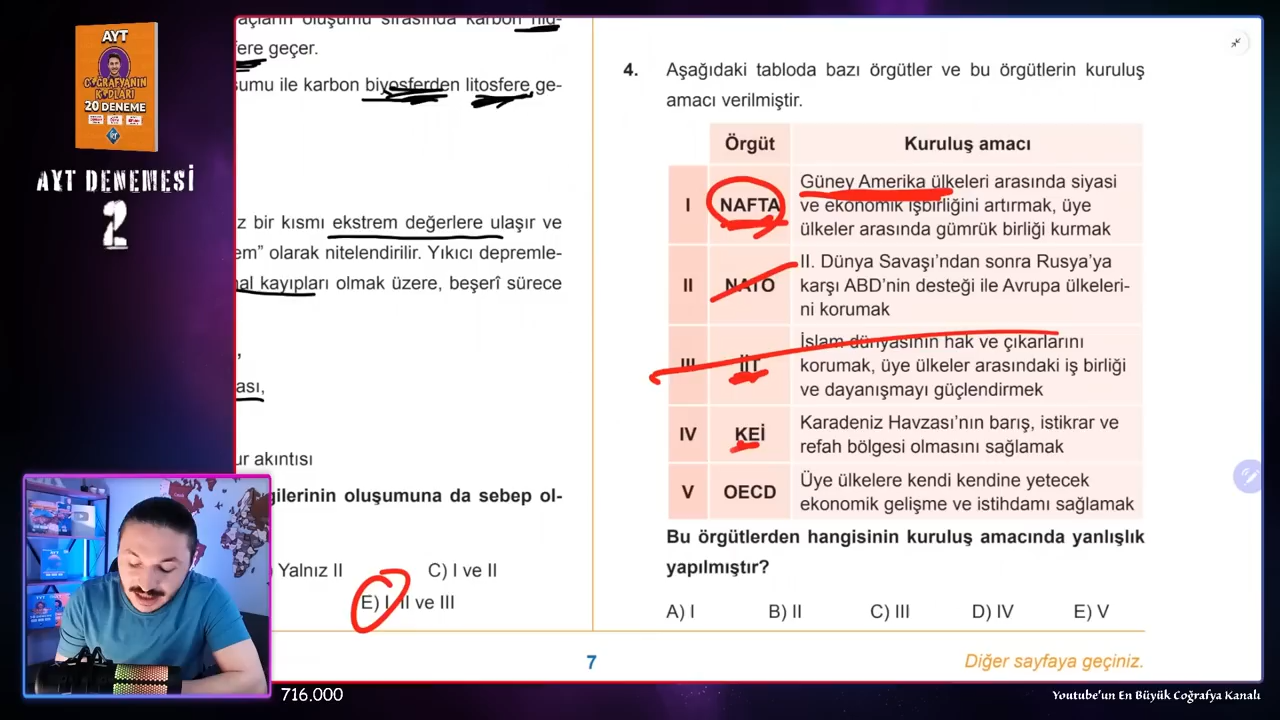 AYT
COĞRAFYANIN
KODLARI
20 DENEME
AYT DENEMESİ
2
açların oluşumu sırasında karbon hid-
fere geçer.
şumu ile karbon biyosferden litosfere ge-
z bir kısmı ekstrem değerlere ulaşır ve
em” olarak nitelendirilir. Yıkıcı depremle-
nal kayıpları olmak üzere, beşerî sürece
ası,
ur akıntısı
gilerinin oluşumuna da sebep ol-
Yalnız II
C) I ve II
E) I, II ve III
4. Aşağıdaki tabloda bazı örgütler ve bu örgütlerin kuruluş
amacı verilmiştir.
Örgüt
Kuruluş amacı
I
NAFTA
Güney Amerika ülkeleri arasında siyasi
ve ekonomik işbirliğini artırmak, üye
ülkeler arasında gümrük birliği kurmak
II
NATO
II. Dünya Savaşı’ndan sonra Rusya’ya
karşı ABD’nin desteği ile Avrupa ülkeleri-
ni korumak
III
İİT
İslam dünyasının hak ve çıkarlarını
korumak, üye ülkeler arasındaki iş birliği
ve dayanışmayı güçlendirmek
IV
KEİ
Karadeniz Havzası’nın barış, istikrar ve
refah bölgesi olmasını sağlamak
V
OECD
Üye ülkelere kendi kendine yetecek
ekonomik gelişme ve istihdamı sağlamak
Bu örgütlerden hangisinin kuruluş amacında yanlışlık
yapılmıştır?
A) I
B) II
C) III
D) IV
E) V
7
Diğer sayfaya geçiniz.
716.000
Youtube'un En Büyük Coğrafya Kanalı